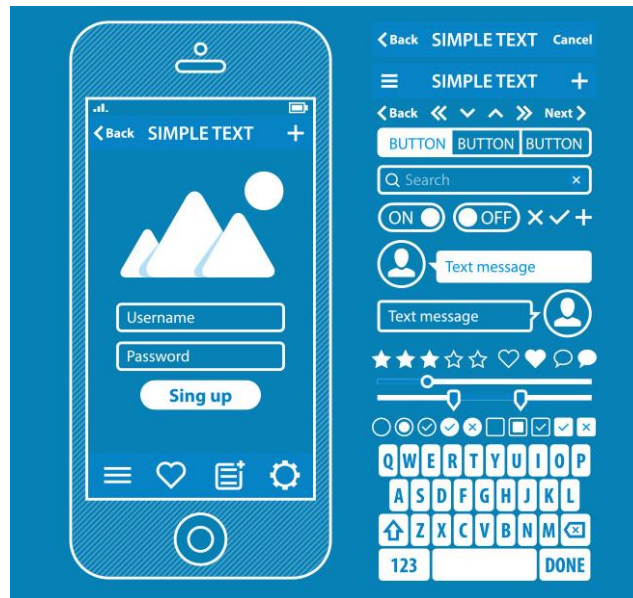 Back SIMPLE TEXT +
Username
Password
Sing up
Back SIMPLE TEXT Cancel
SIMPLE TEXT +
Back Next
BUTTON BUTTON BUTTON
Search
ON OFF
Text message
Text message
Q W E R T Y U I O P
A S D F G H J K L
Z X C V B N M
123 DONE